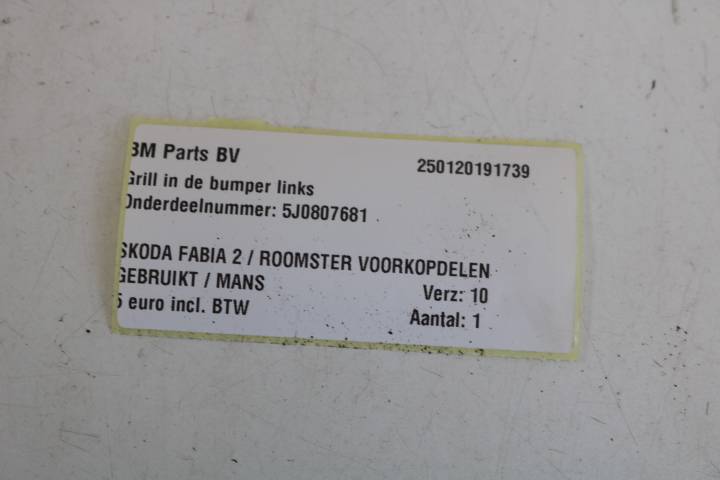 BM Parts BV 250120191739
Grill in de bumper links
Onderdeelnummer: 5J0807681
SKODA FABIA 2 / ROOMSTER VOORKOPDELEN
GEBRUIKT / MANS Verz: 10
5 euro incl. BTW Aantal: 1